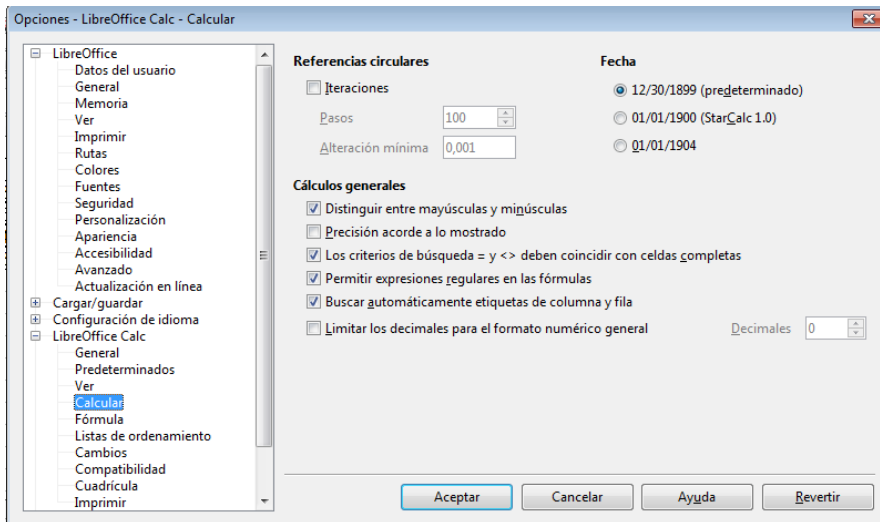 Opciones - LibreOffice Calc - Calcular
LibreOffice
Datos del usuario
General
Memoria
Ver
Imprimir
Rutas
Colores
Fuentes
Seguridad
Personalización
Apariencia
Accesibilidad
Avanzado
Actualización en línea
Cargar/guardar
Configuración de idioma
LibreOffice Calc
General
Predeterminados
Ver
Calcular
Fórmula
Listas de ordenamiento
Cambios
Compatibilidad
Cuadrícula
Imprimir
Referencias circulares
Iteraciones
Pasos 100
Alteración mínima 0,001
Fecha
12/30/1899 (predeterminado)
01/01/1900 (StarCalc 1.0)
01/01/1904
Cálculos generales
Distinguir entre mayúsculas y minúsculas
Precisión acorde a lo mostrado
Los criterios de búsqueda = y <> deben coincidir con celdas completas
Permitir expresiones regulares en las fórmulas
Buscar automáticamente etiquetas de columna y fila
Limitar los decimales para el formato numérico general Decimales 0
Aceptar Cancelar Ayuda Revertir